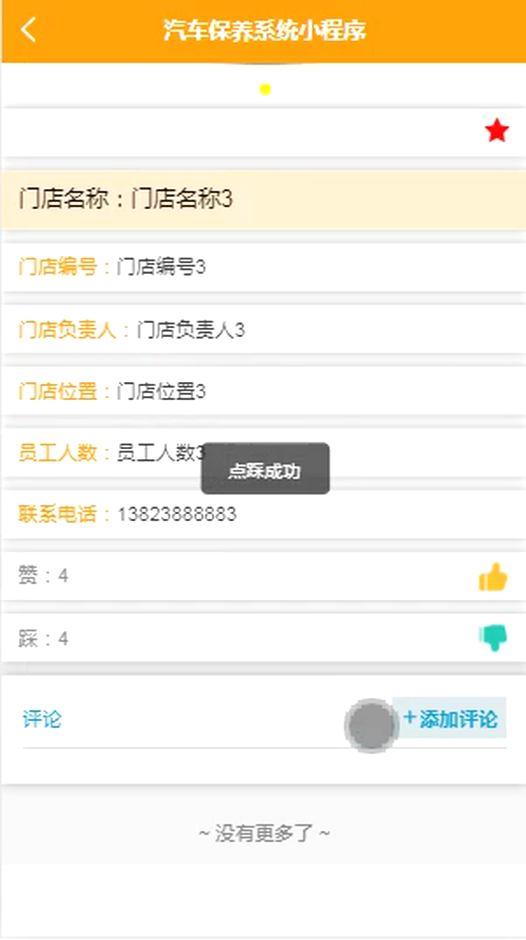 汽车保养系统小程序
门店名称：门店名称3
门店编号：门店编号3
门店负责人：门店负责人3
门店位置：门店位置3
员工人数：员工人数3
点踩成功
联系电话：13823888883
赞：4
踩：4
评论
+添加评论
~ 没有更多了 ~